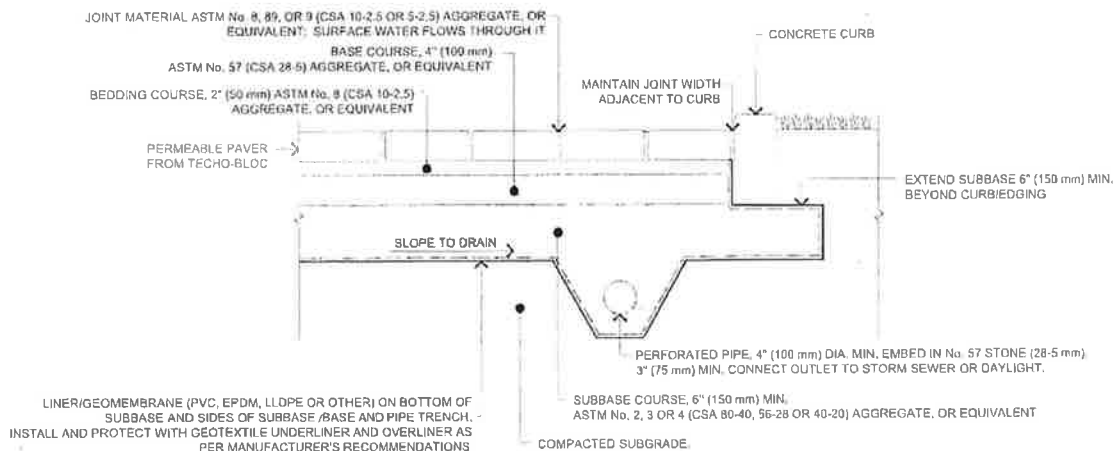 JOINT MATERIAL ASTM No. 8, 89, OR 9 (CSA 10-2.5 OR 5-2.5) AGGREGATE, OR
EQUIVALENT; SURFACE WATER FLOWS THROUGH IT
BASE COURSE, 4" (100 mm)
ASTM No. 57 (CSA 28-5) AGGREGATE, OR EQUIVALENT
BEDDING COURSE, 2" (50 mm) ASTM No. 8 (CSA 10-2.5)
AGGREGATE, OR EQUIVALENT
PERMEABLE PAVER
FROM TECHO-BLOC
CONCRETE CURB
MAINTAIN JOINT WIDTH
ADJACENT TO CURB
EXTEND SUBBASE 6" (150 mm) MIN.
BEYOND CURB/EDGING
SLOPE TO DRAIN
PERFORATED PIPE, 4" (100 mm) DIA. MIN. EMBED IN No. 57 STONE (28-5 mm)
3" (75 mm) MIN. CONNECT OUTLET TO STORM SEWER OR DAYLIGHT.
SUBBASE COURSE, 6" (150 mm) MIN.
ASTM No. 2, 3 OR 4 (CSA 80-40, 56-28 OR 40-20) AGGREGATE, OR EQUIVALENT
LINER/GEOMEMBRANE (PVC, EPDM, LLDPE OR OTHER) ON BOTTOM OF
SUBBASE AND SIDES OF SUBBASE /BASE AND PIPE TRENCH.
INSTALL AND PROTECT WITH GEOTEXTILE UNDERLINER AND OVERLINER AS
PER MANUFACTURER'S RECOMMENDATIONS
COMPACTED SUBGRADE.